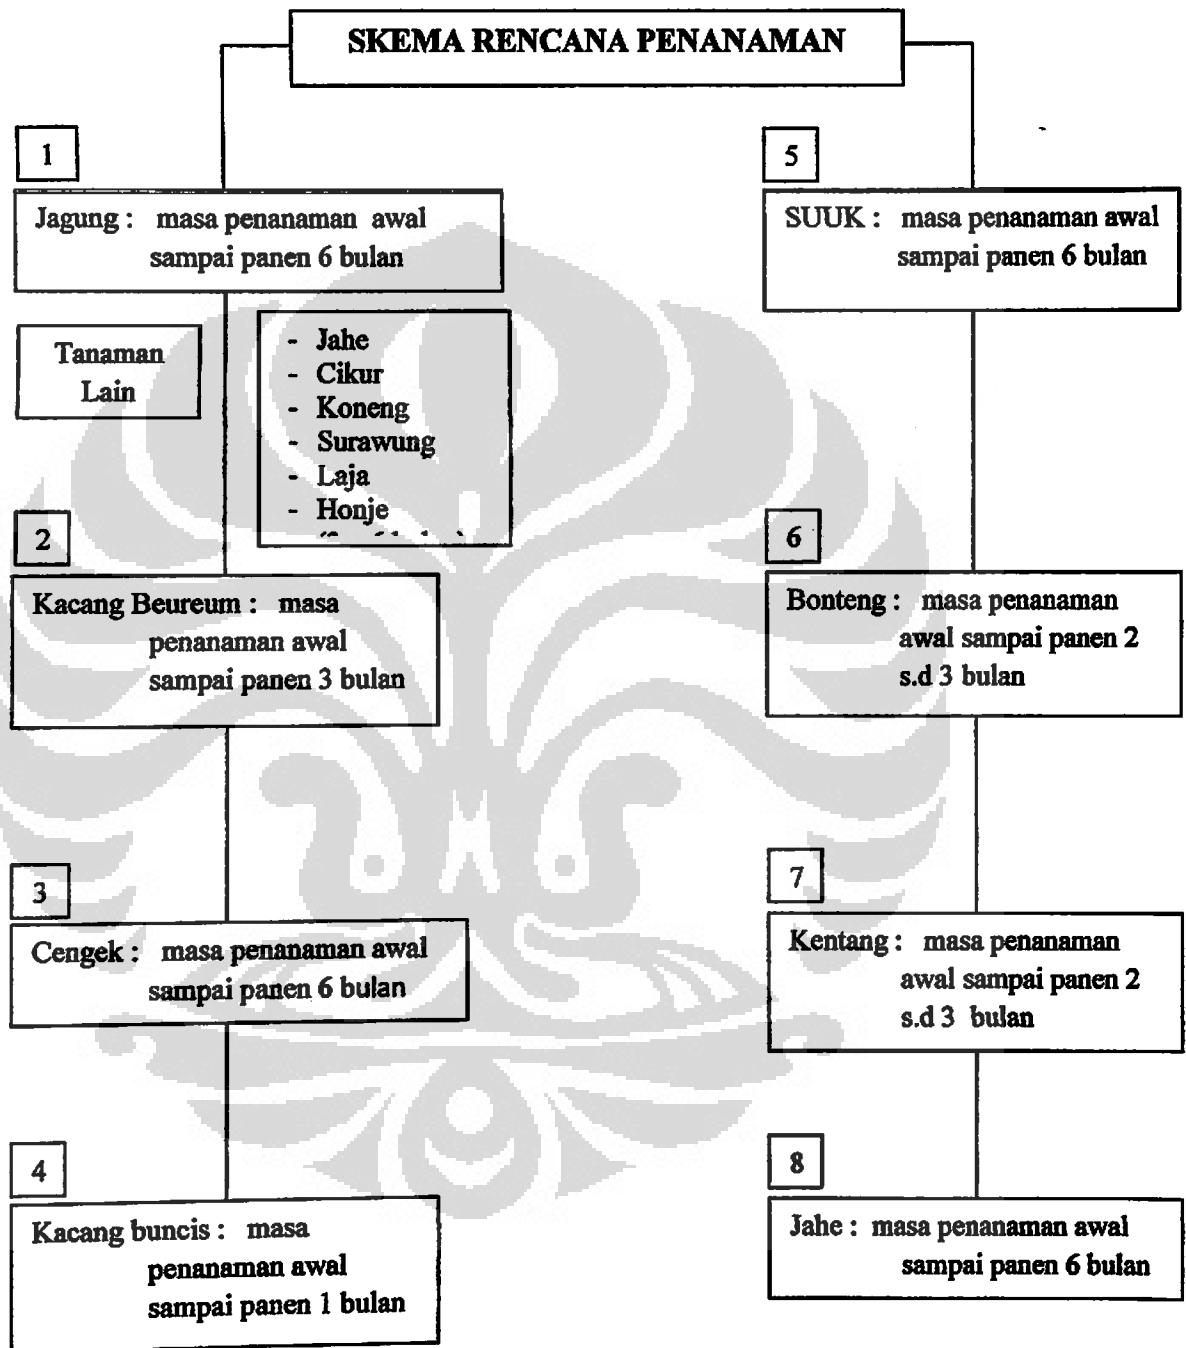 SKEMA RENCANA PENANAMAN
1
Jagung : masa penanaman awal
sampai panen 6 bulan
Tanaman
Lain
- Jahe
- Cikur
- Koneng
- Surawung
- Laja
- Honje
2
Kacang Beureum : masa
penanaman awal
sampai panen 3 bulan
3
Cengek : masa penanaman awal
sampai panen 6 bulan
4
Kacang buncis : masa
penanaman awal
sampai panen 1 bulan
5
SUUK : masa penanaman awal
sampai panen 6 bulan
6
Bonteng : masa penanaman
awal sampai panen 2
s.d 3 bulan
7
Kentang : masa penanaman
awal sampai panen 2
s.d 3 bulan
8
Jahe : masa penanaman awal
sampai panen 6 bulan